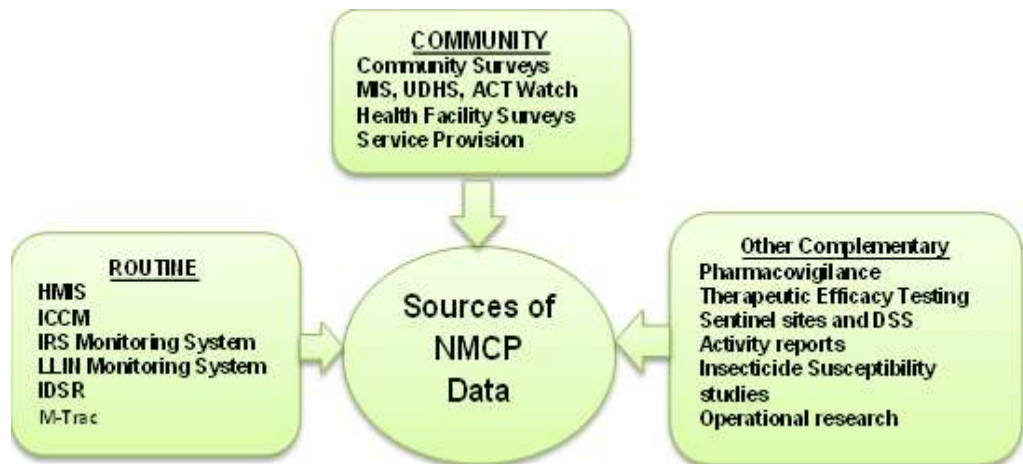 COMMUNITY
Community Surveys
MIS, UDHS, ACT Watch
Health Facility Surveys
Service Provision
ROUTINE
HMIS
ICCM
IRS Monitoring System
LLIN Monitoring System
IDSR
M-Trac
Sources of
NMCP
Data
Other Complementary
Pharmacovigilance
Therapeutic Efficacy Testing
Sentinel sites and DSS
Activity reports
Insecticide Susceptibility
studies
Operational research